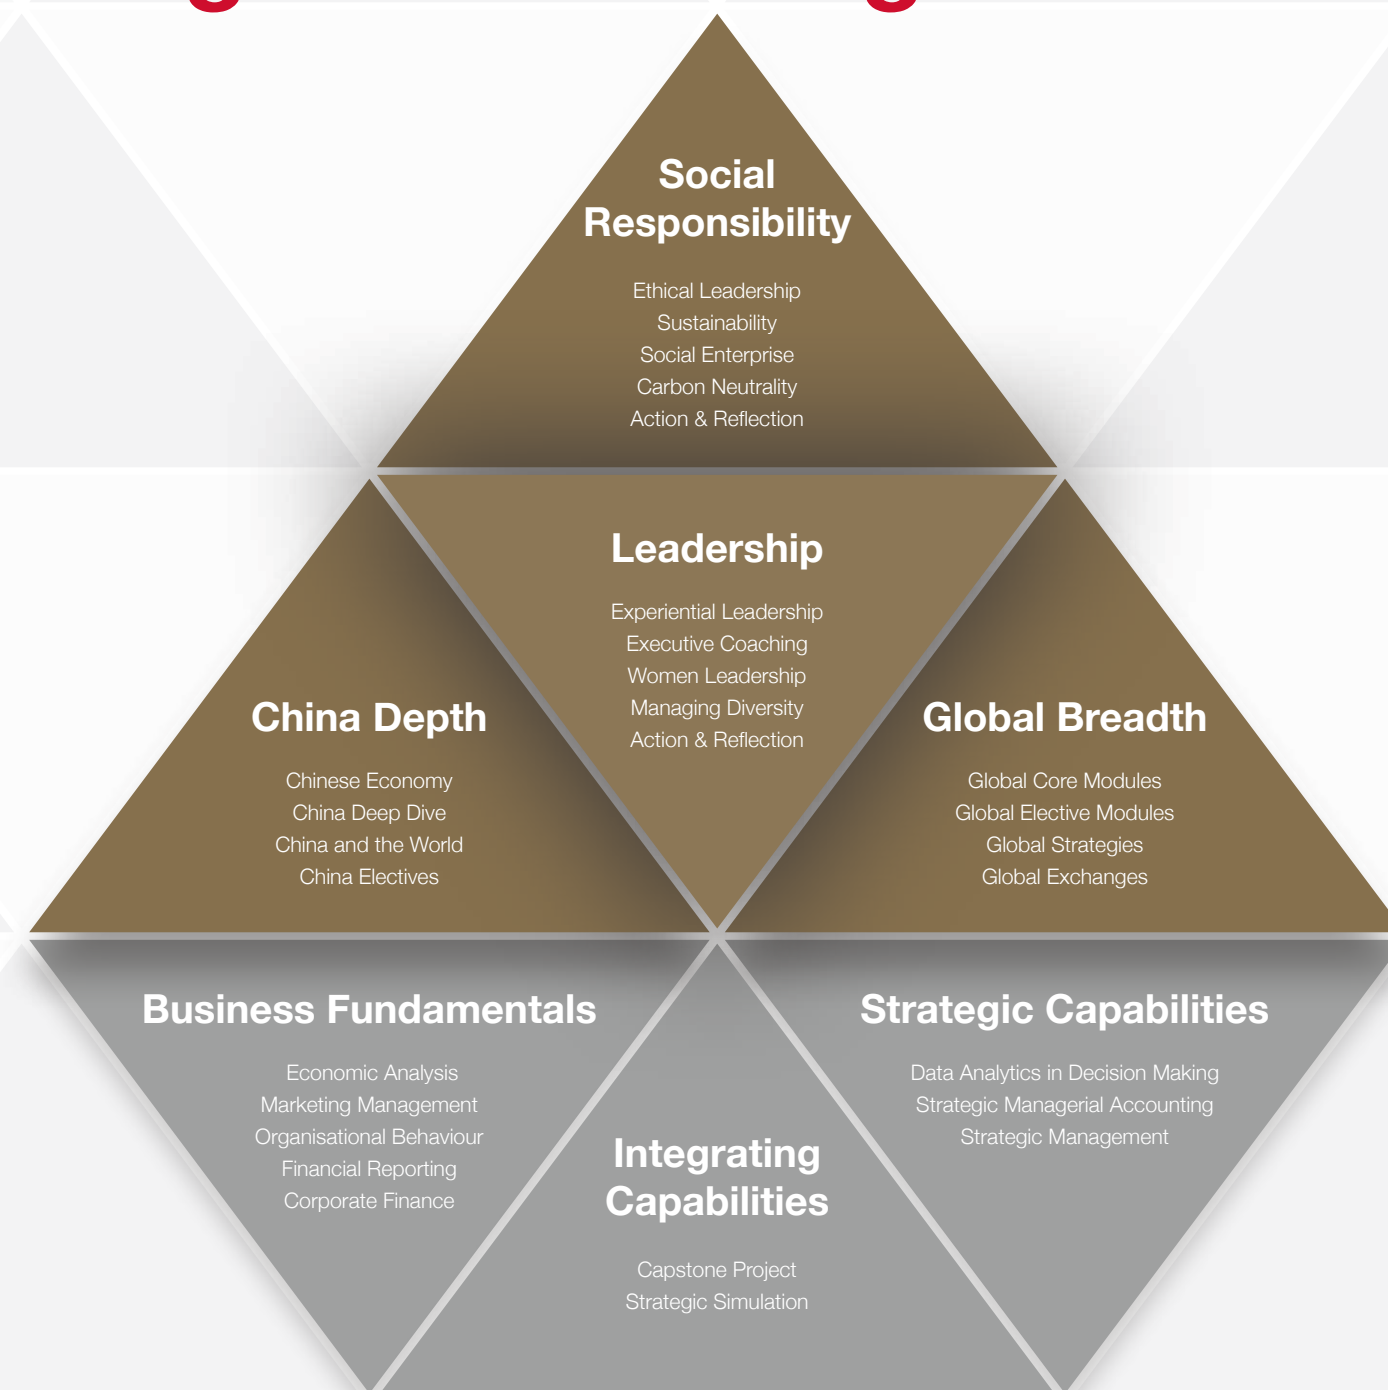 Social
Responsibility
Ethical Leadership
Sustainability
Social Enterprise
Carbon Neutrality
Action & Reflection
Leadership
Experiential Leadership
Executive Coaching
Women Leadership
Managing Diversity
Action & Reflection
China Depth
Chinese Economy
China Deep Dive
China and the World
China Electives
Global Breadth
Global Core Modules
Global Elective Modules
Global Strategies
Global Exchanges
Business Fundamentals
Economic Analysis
Marketing Management
Organisational Behaviour
Financial Reporting
Corporate Finance
Integrating
Capabilities
Capstone Project
Strategic Simulation
Strategic Capabilities
Data Analytics in Decision Making
Strategic Managerial Accounting
Strategic Management